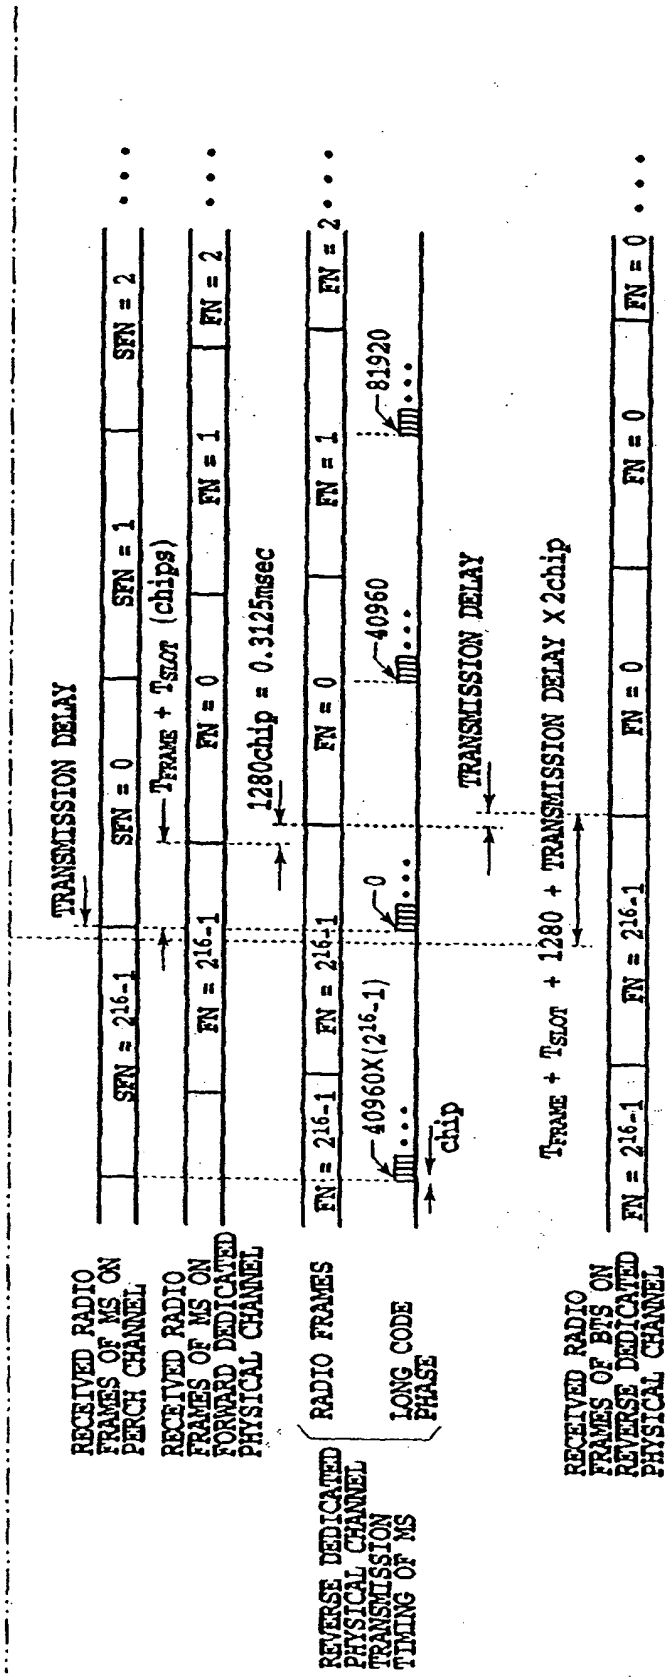 RECEIVED RADIO
FRAMES OF MS ON
PERCH CHANNEL
SFN = 2¹⁶-1
SFN = 0
SFN = 1
SFN = 2
• • •
TRANSMISSION DELAY
RECEIVED RADIO
FRAMES OF MS ON
FORWARD DEDICATED
PHYSICAL CHANNEL
TFRAME + TSLOT (chips)
FN = 2¹⁶-1
FN = 0
FN = 1
FN = 2
• • •
1280chip = 0.3125msec
REVERSE DEDICATED
PHYSICAL CHANNEL
TRANSMISSION
TIMING OF MS
RADIO FRAMES
FN = 2¹⁶-1
FN = 2¹⁶-1
FN = 0
FN = 1
FN = 2
• • •
LONG CODE
PHASE
40960X(2¹⁶-1)
0
40960
81920
• • •
• • •
• • •
• • •
chip
TRANSMISSION DELAY
TFRAME + TSLOT + 1280 + TRANSMISSION DELAY X 2chip
RECEIVED RADIO
FRAMES OF BTS ON
REVERSE DEDICATED
PHYSICAL CHANNEL
FN = 2¹⁶-1
FN = 2¹⁶-1
FN = 0
FN = 0
FN = 0
• • •